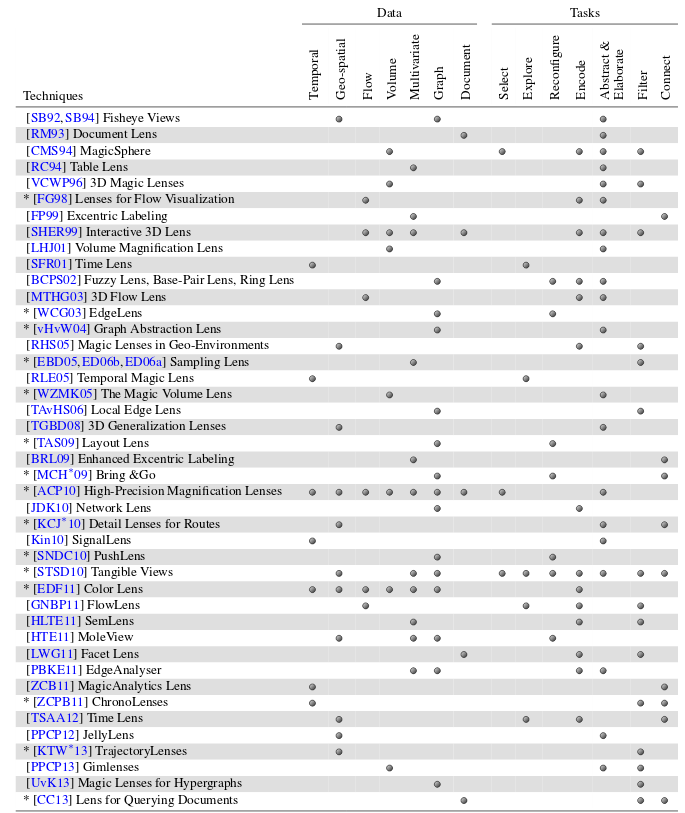 Data Tasks
Techniques Temporal Geo-spatial Flow Volume Multivariate Graph Document Select Explore Reconfigure Encode Abstract & Elaborate Filter Connect
[SB92, SB94] Fisheye Views
[RM93] Document Lens
[CMS94] MagicSphere
[RC94] Table Lens
[VCWP96] 3D Magic Lenses
* [FG98] Lenses for Flow Visualization
[FP99] Excentric Labeling
[SHER99] Interactive 3D Lens
[LHJ01] Volume Magnification Lens
[SFR01] Time Lens
[BCPS02] Fuzzy Lens, Base-Pair Lens, Ring Lens
[MTHG03] 3D Flow Lens
* [WCG03] EdgeLens
* [vHvW04] Graph Abstraction Lens
[RHS05] Magic Lenses in Geo-Environments
* [EBD05, ED06b, ED06a] Sampling Lens
[RLE05] Temporal Magic Lens
* [WZMK05] The Magic Volume Lens
[TAvHS06] Local Edge Lens
[TGBD08] 3D Generalization Lenses
* [TAS09] Layout Lens
[BRL09] Enhanced Excentric Labeling
* [MCH*09] Bring &Go
* [ACP10] High-Precision Magnification Lenses
[JDK10] Network Lens
* [KCJ*10] Detail Lenses for Routes
[Kin10] SignalLens
* [SNDC10] PushLens
* [STSD10] Tangible Views
* [EDF11] Color Lens
[GNBP11] FlowLens
[HLTE11] SemLens
[HTE11] MoleView
[LWG11] Facet Lens
[PBKE11] EdgeAnalyser
[ZCB11] MagicAnalytics Lens
* [ZCPB11] ChronoLenses
[TSAA12] Time Lens
[PPCP12] JellyLens
* [KTW*13] TrajectoryLenses
[PPCP13] Gimlenses
[UvK13] Magic Lenses for Hypergraphs
* [CC13] Lens for Querying Documents